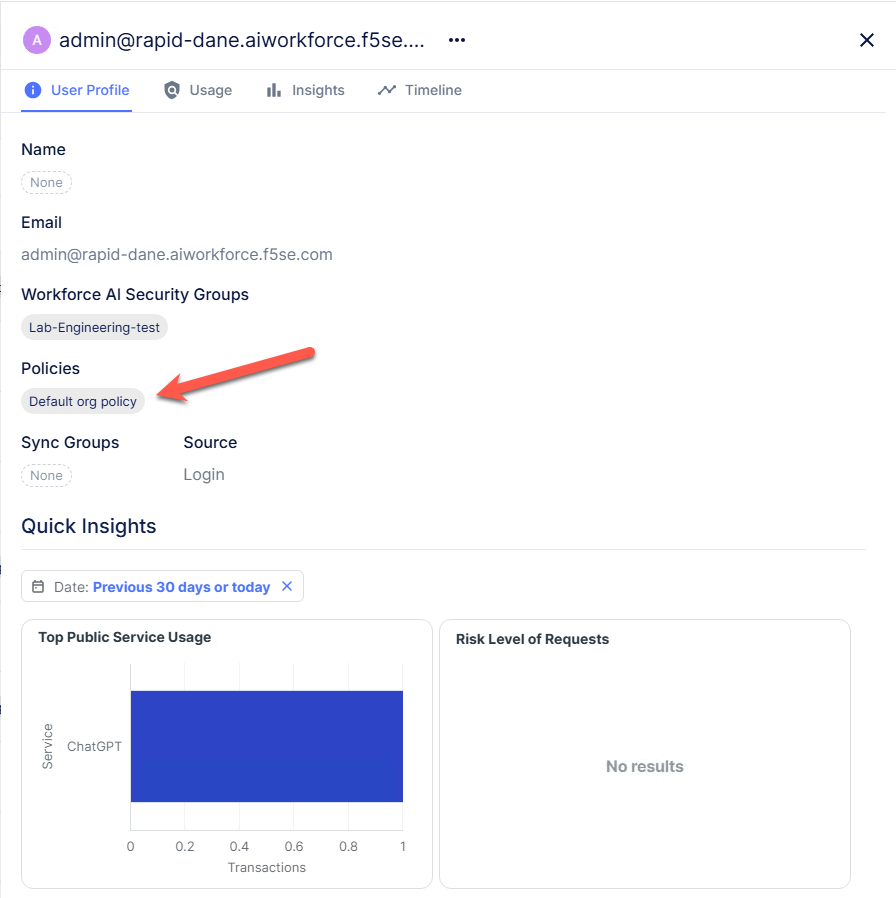 A admin@rapid-dane.aiworkforce.f5se.... •••
User Profile Usage Insights Timeline
Name
None
Email
admin@rapid-dane.aiworkforce.f5se.com
Workforce AI Security Groups
Lab-Engineering-test
Policies
Default org policy
Sync Groups Source
None Login
Quick Insights
Date: Previous 30 days or today
Top Public Service Usage
Service
ChatGPT
0 0.2 0.4 0.6 0.8 1
Transactions
Risk Level of Requests
No results